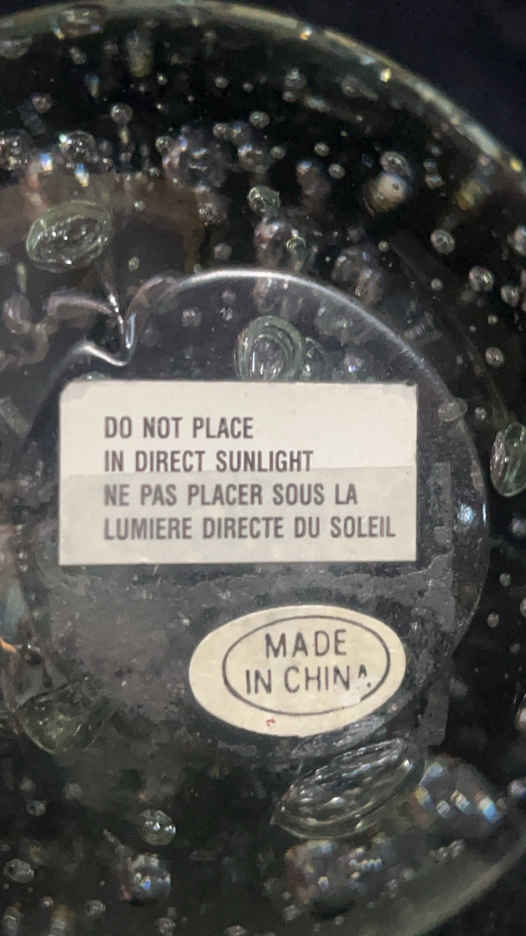 DO NOT PLACE
IN DIRECT SUNLIGHT
NE PAS PLACER SOUS LA
LUMIERE DIRECTE DU SOLEIL
MADE
IN CHINA